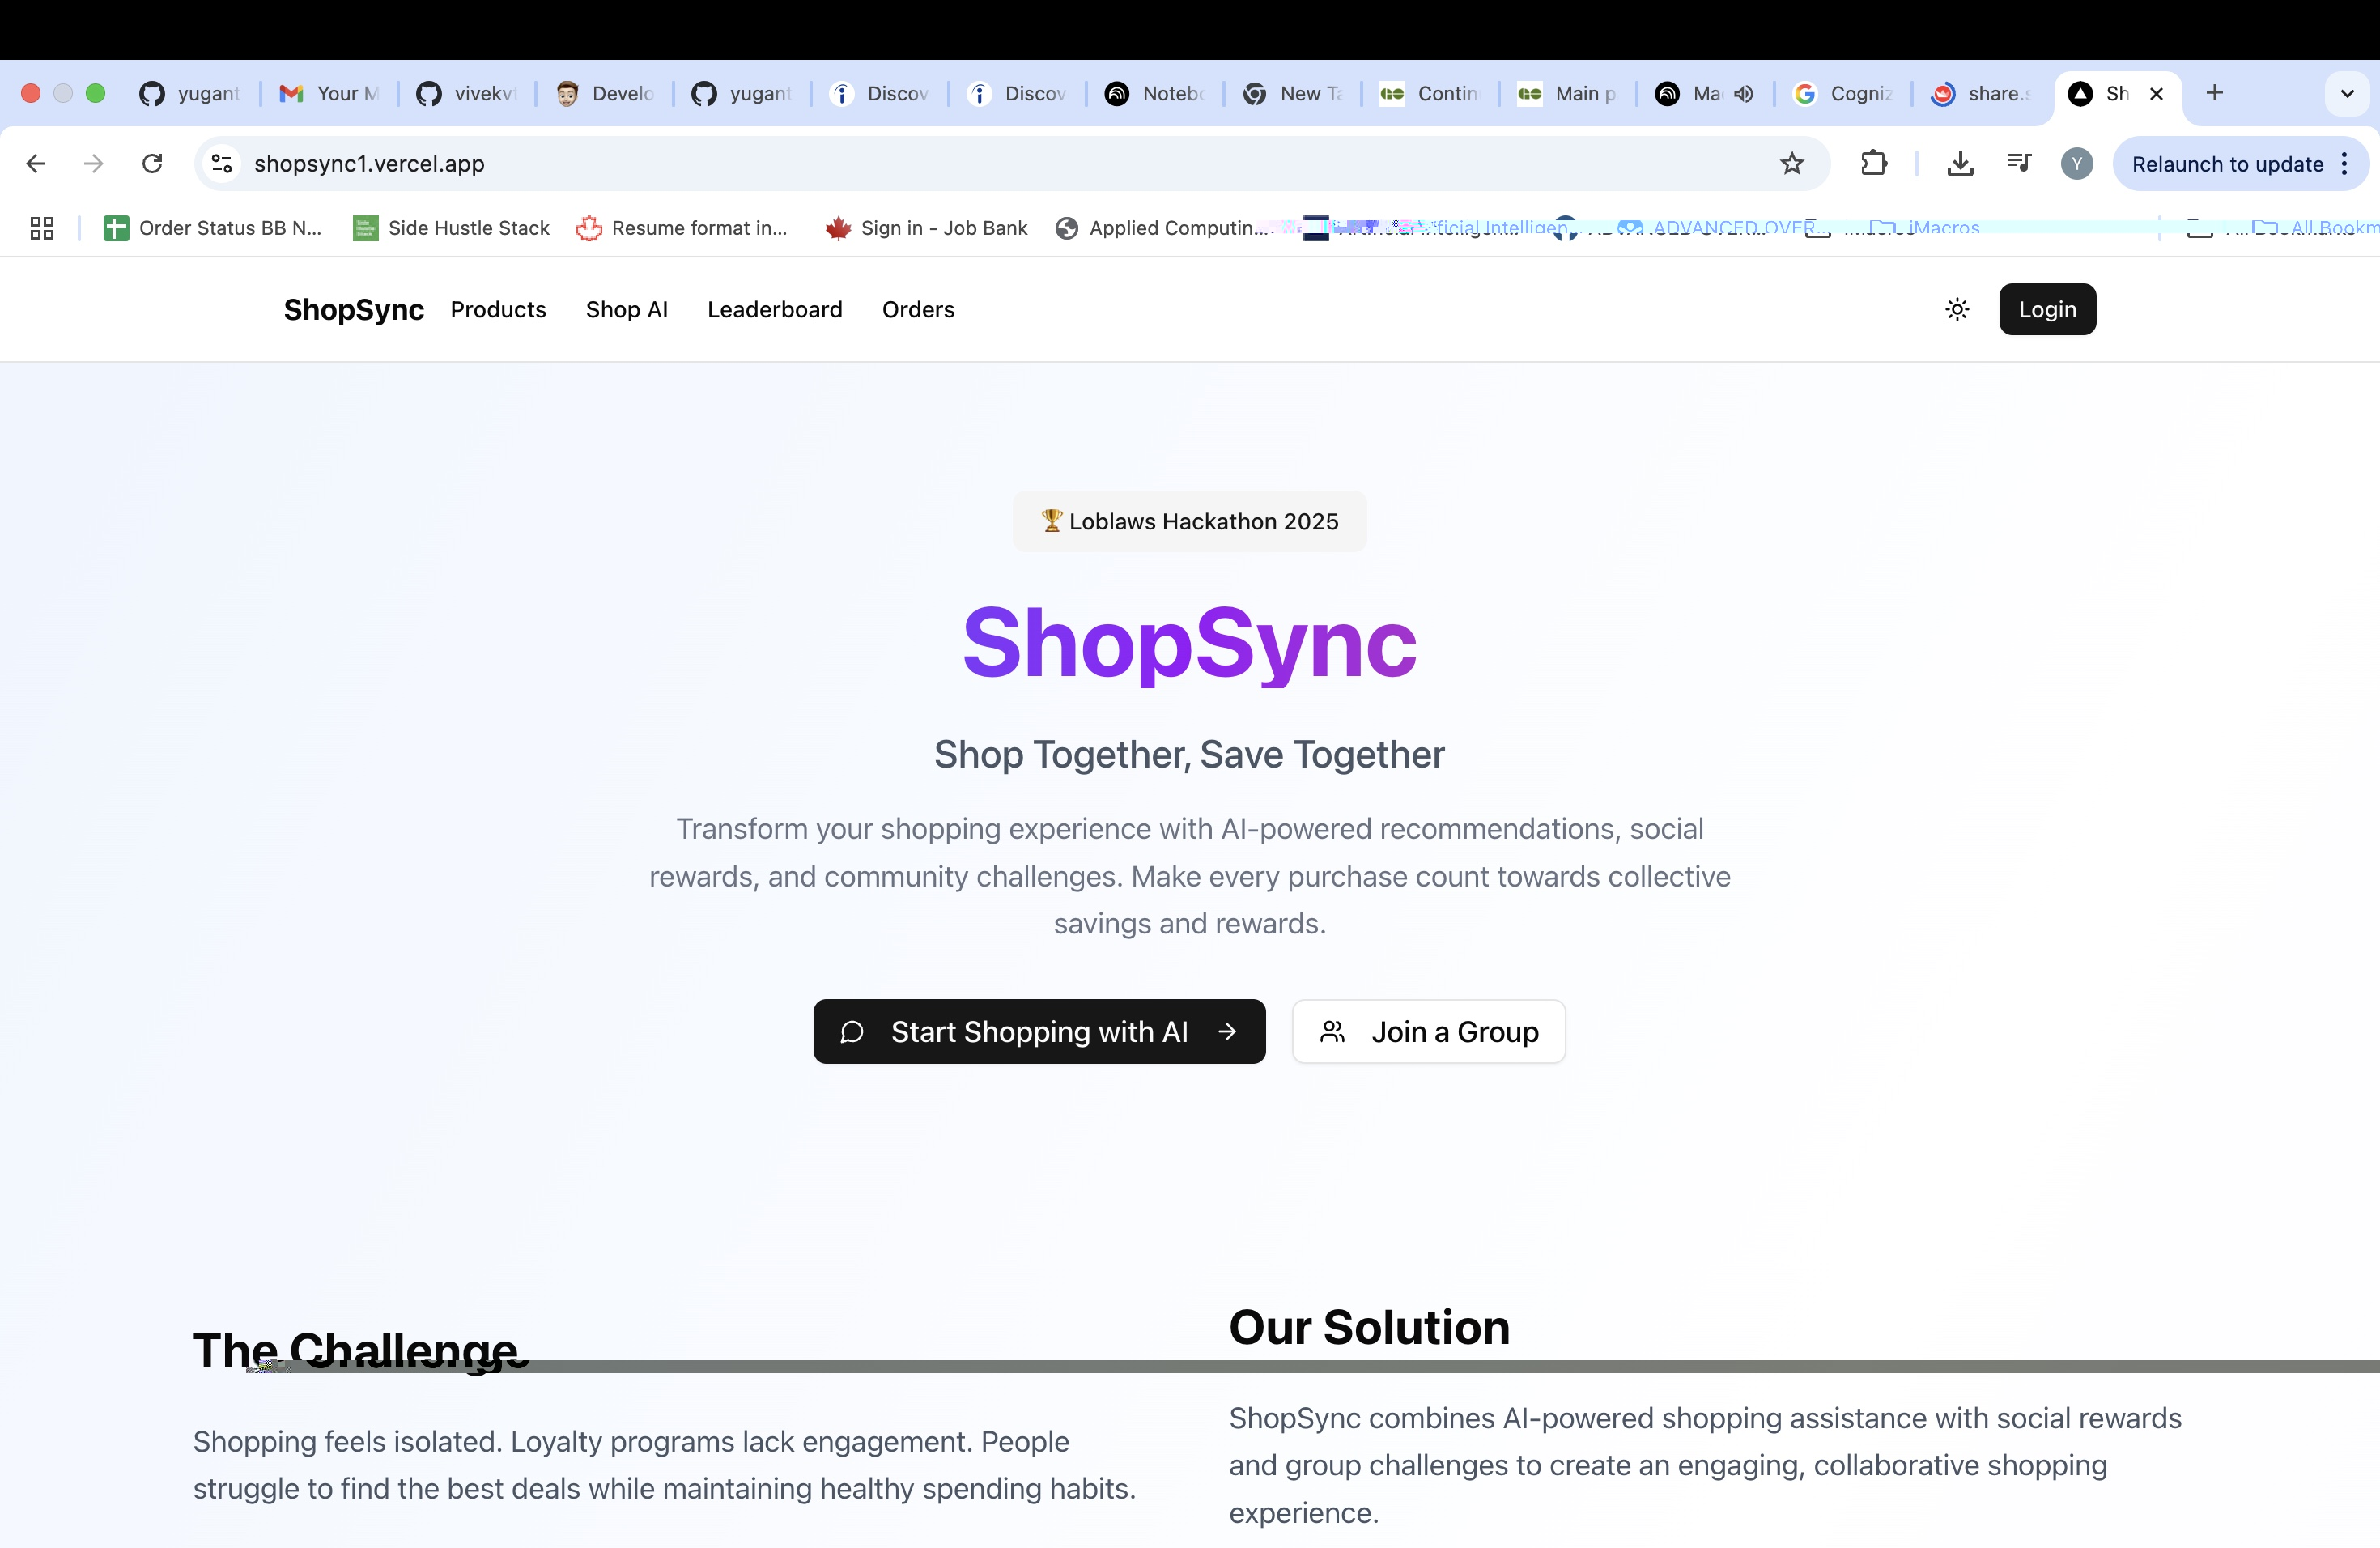 yugant
Your M
vivekv
Develo
yugant
Discov
Discov
Notebo
New Ta
Contin
Main p
Ma
Cogniz
share.s
Sh
shopsync1.vercel.app
Relaunch to update
Y
Order Status BB N...
Side Hustle Stack
Resume format in...
Sign in - Job Bank
Applied Computin...
ADVANCED OVER...
iMacros
All Bookm
ShopSync
Products
Shop AI
Leaderboard
Orders
Login
🏆 Loblaws Hackathon 2025
ShopSync
Shop Together, Save Together
Transform your shopping experience with AI-powered recommendations, social
rewards, and community challenges. Make every purchase count towards collective
savings and rewards.
Start Shopping with AI →
Join a Group
The Challenge
Shopping feels isolated. Loyalty programs lack engagement. People
struggle to find the best deals while maintaining healthy spending habits.
Our Solution
ShopSync combines AI-powered shopping assistance with social rewards
and group challenges to create an engaging, collaborative shopping
experience.